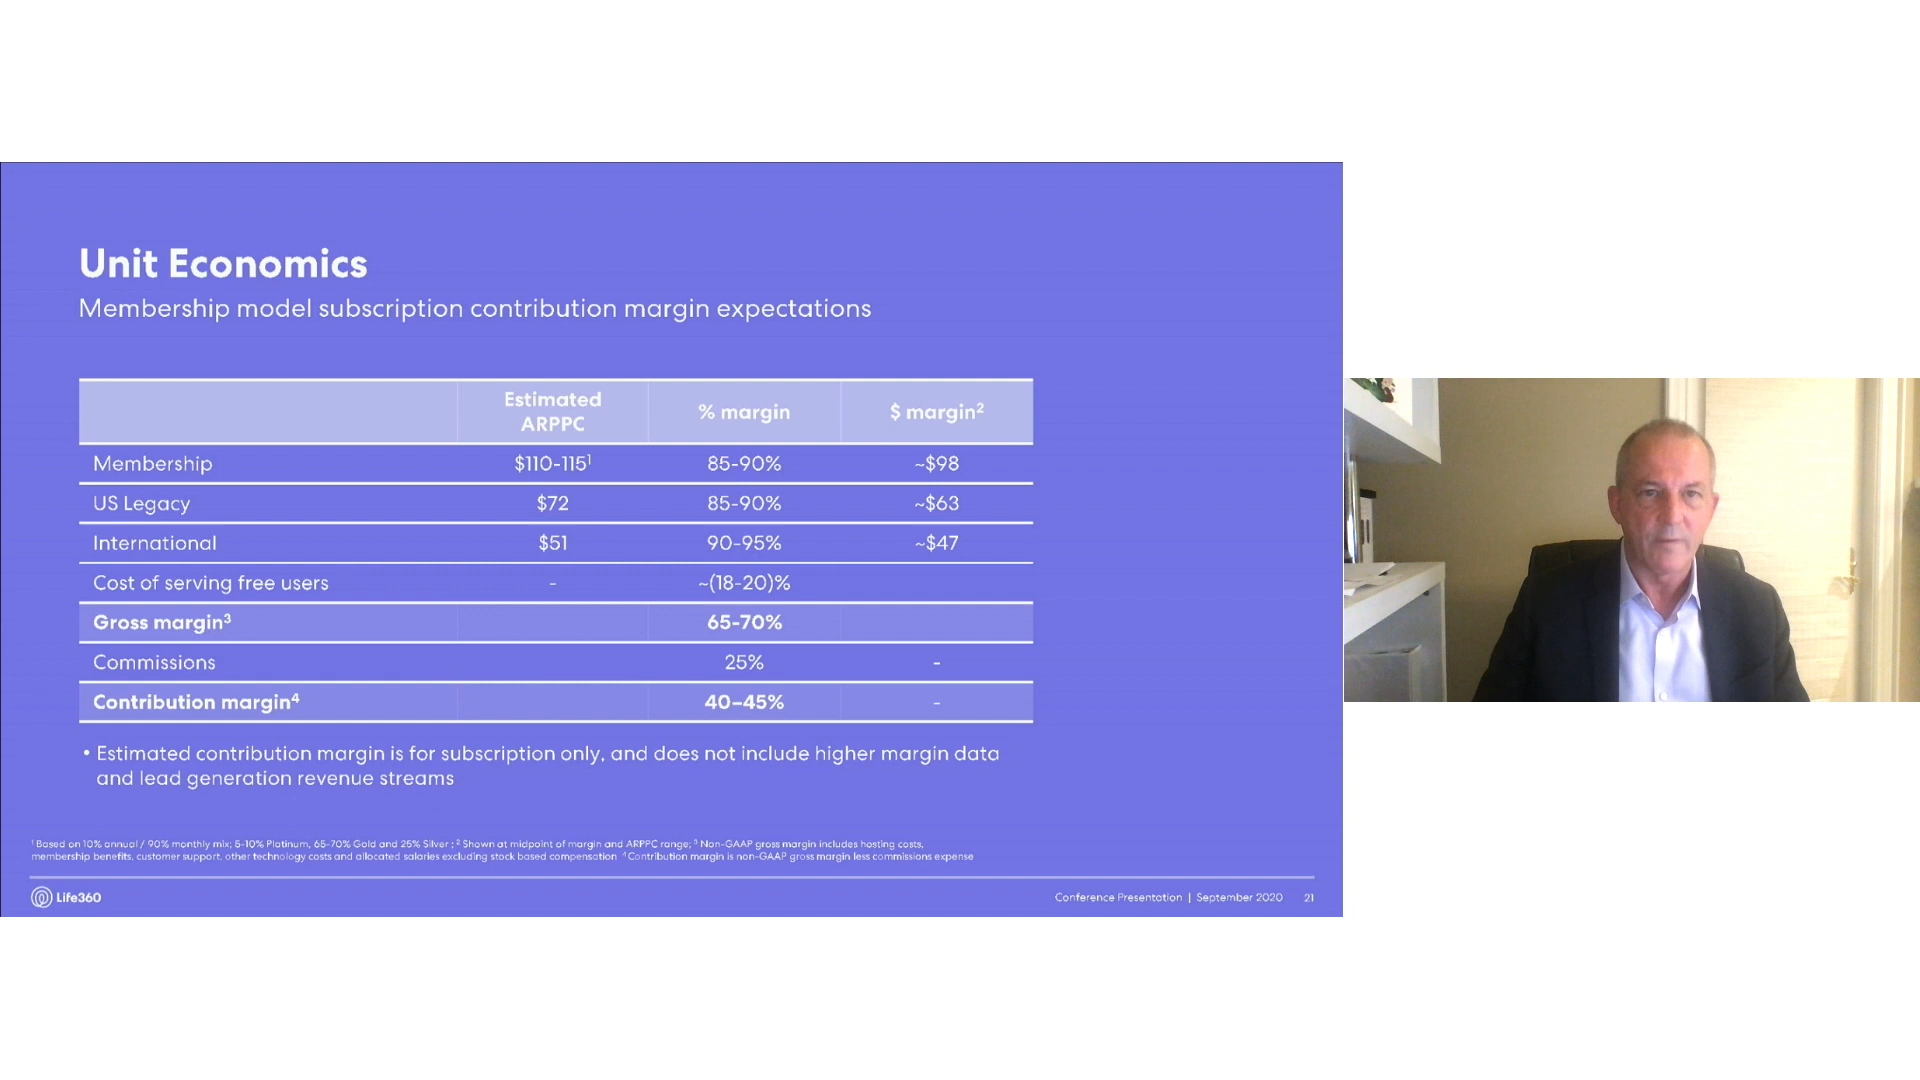 Unit Economics
Membership model subscription contribution margin expectations
Estimated ARPPC % margin $ margin²
Membership $110-115¹ 85-90% ~$98
US Legacy $72 85-90% ~$63
International $51 90-95% ~$47
Cost of serving free users - ~(18-20)%
Gross margin³ 65-70%
Commissions 25% -
Contribution margin⁴ 40–45% -
• Estimated contribution margin is for subscription only, and does not include higher margin data
and lead generation revenue streams
¹ Based on 10% annual / 90% monthly mix; 5-10% Platinum, 65-70% Gold and 25% Silver ; ² Shown at midpoint of margin and ARPPC range; ³ Non-GAAP gross margin includes hosting costs,
membership benefits, customer support, other technology costs and allocated salaries excluding stock based compensation ⁴ Contribution margin is non-GAAP gross margin less commissions expense
Life360 Conference Presentation | September 2020 21